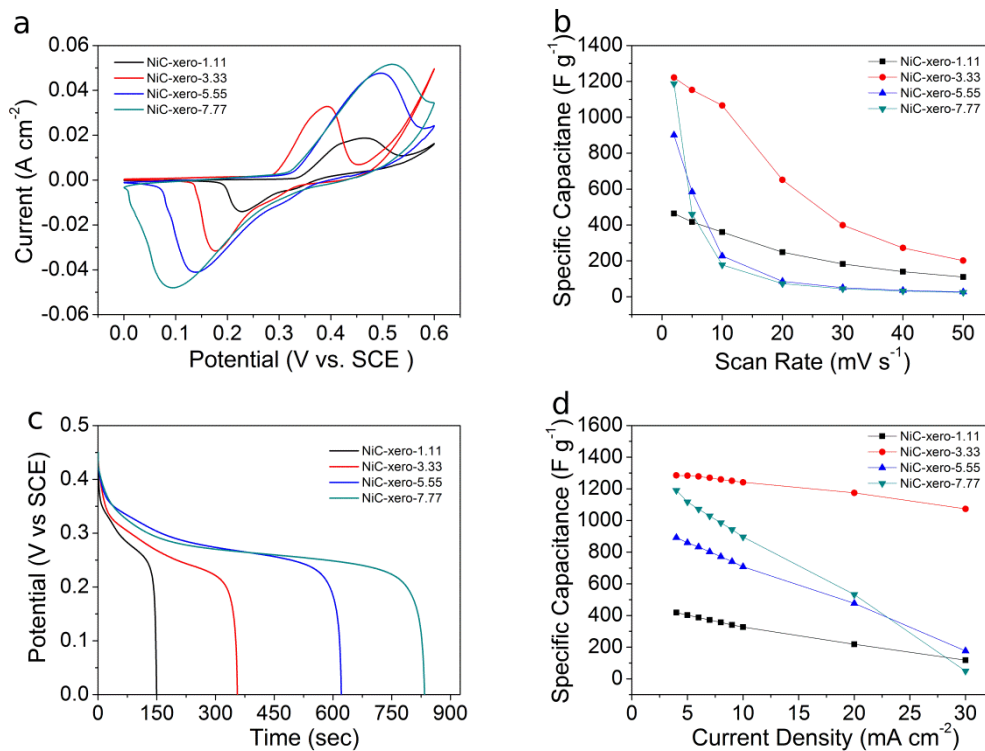 a
0.06
0.04
0.02
0.00
-0.02
-0.04
-0.06
Current (A cm-2)
NiC-xero-1.11
NiC-xero-3.33
NiC-xero-5.55
NiC-xero-7.77
0.0 0.1 0.2 0.3 0.4 0.5 0.6
Potential (V vs. SCE )
b
1400
1200
1000
800
600
400
200
0
Specific Capacitane (F g-1)
NiC-xero-1.11
NiC-xero-3.33
NiC-xero-5.55
NiC-xero-7.77
0 10 20 30 40 50
Scan Rate (mV s-1)
c
0.5
0.4
0.3
0.2
0.1
0.0
Potential (V vs SCE)
NiC-xero-1.11
NiC-xero-3.33
NiC-xero-5.55
NiC-xero-7.77
0 150 300 450 600 750 900
Time (sec)
d
1600
1400
1200
1000
800
600
400
200
0
Specific Capacitance (F g-1)
NiC-xero-1.11
NiC-xero-3.33
NiC-xero-5.55
NiC-xero-7.77
0 5 10 15 20 25 30
Current Density (mA cm-2)